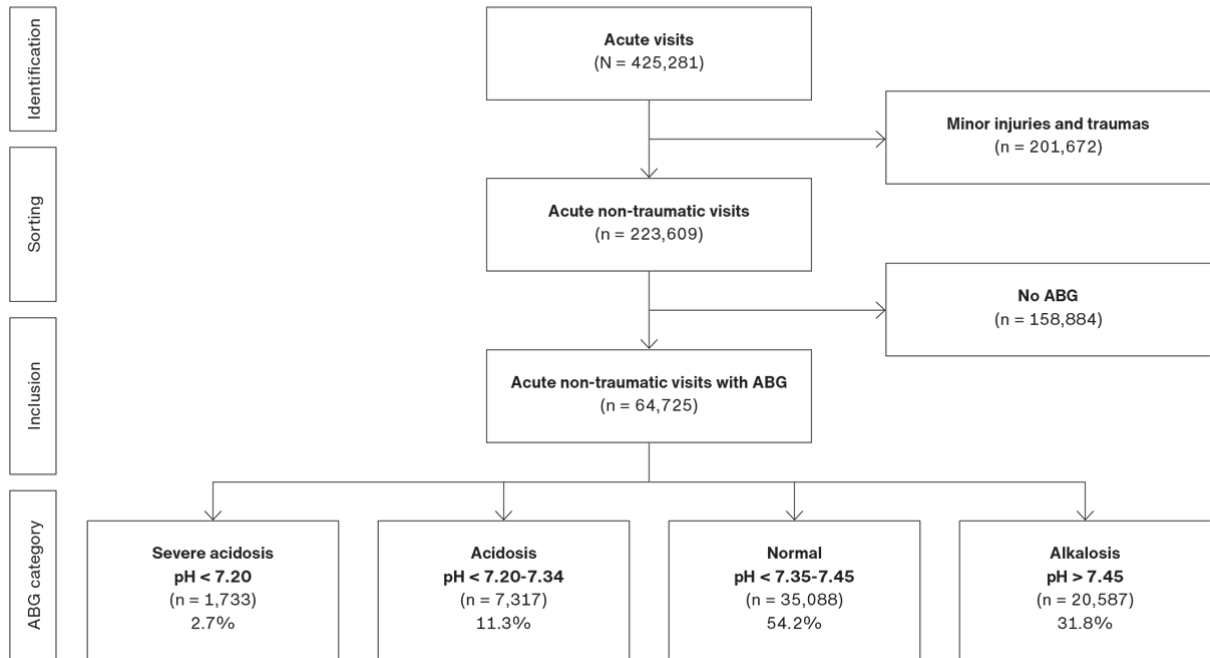 Identification
Acute visits
(N = 425,281)
Minor injuries and traumas
(n = 201,672)
Sorting
Acute non-traumatic visits
(n = 223,609)
No ABG
(n = 158,884)
Inclusion
Acute non-traumatic visits with ABG
(n = 64,725)
ABG category
Severe acidosis
pH < 7.20
(n = 1,733)
2.7%
Acidosis
pH < 7.20-7.34
(n = 7,317)
11.3%
Normal
pH < 7.35-7.45
(n = 35,088)
54.2%
Alkalosis
pH > 7.45
(n = 20,587)
31.8%